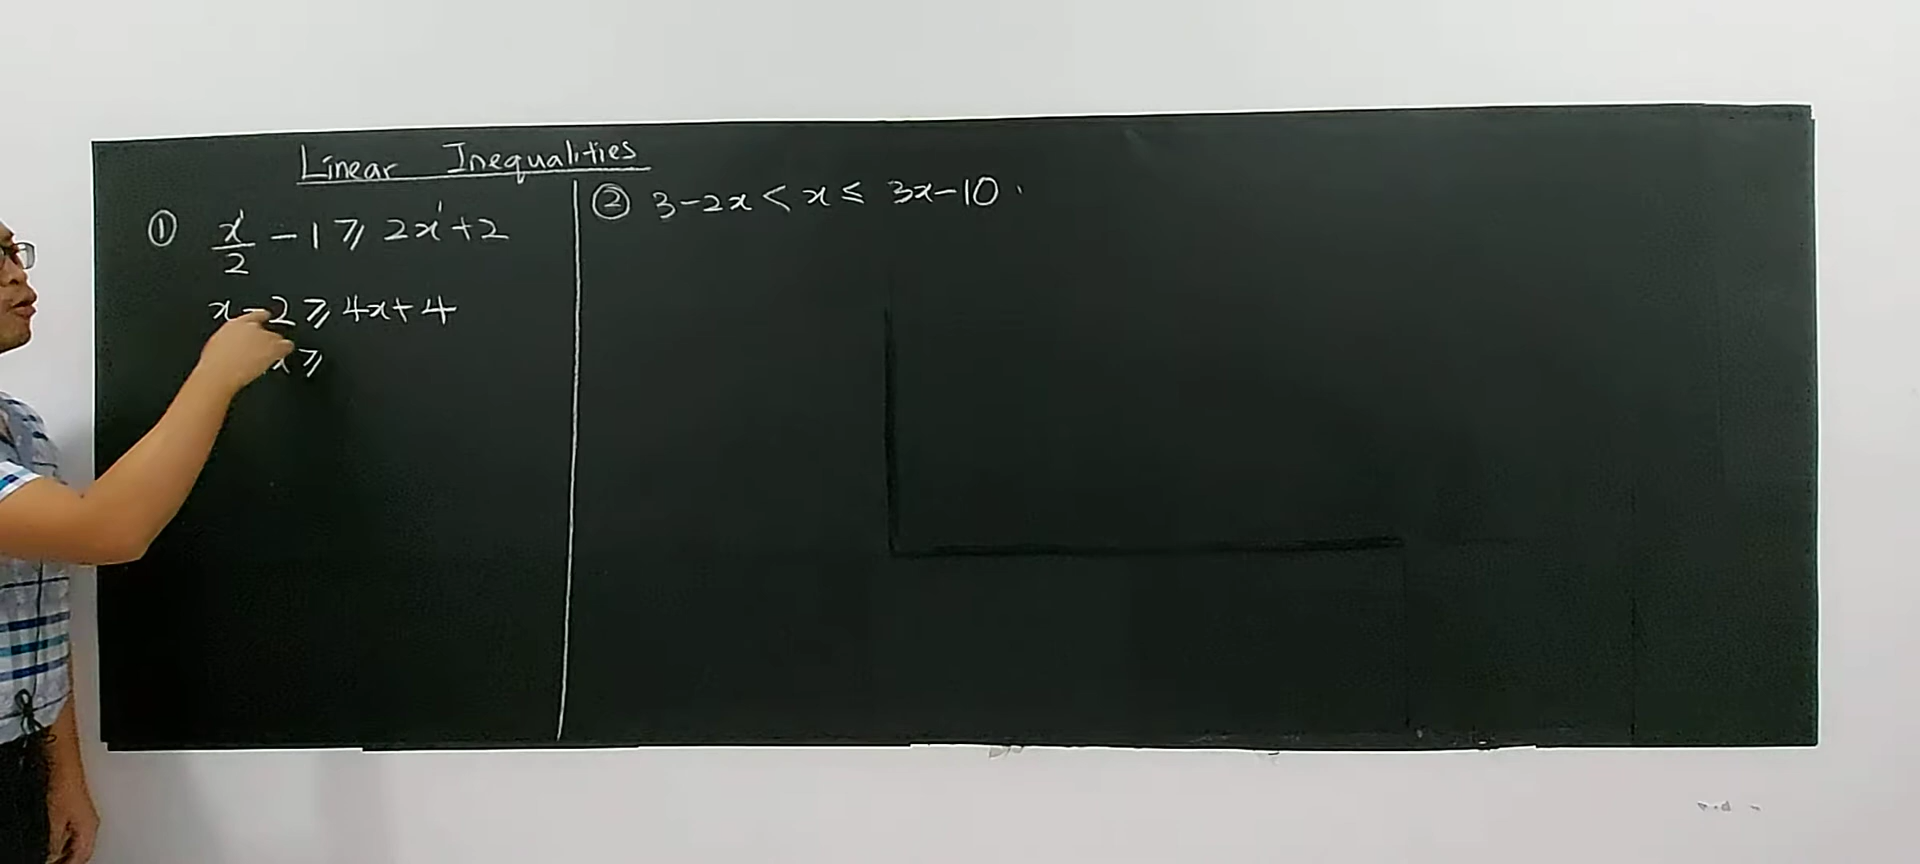 Linear Inequalities
① x/2 - 1 ⩾ 2x + 2
x - 2 ⩾ 4x + 4
x ⩾
② 3 - 2x < x ≤ 3x - 10